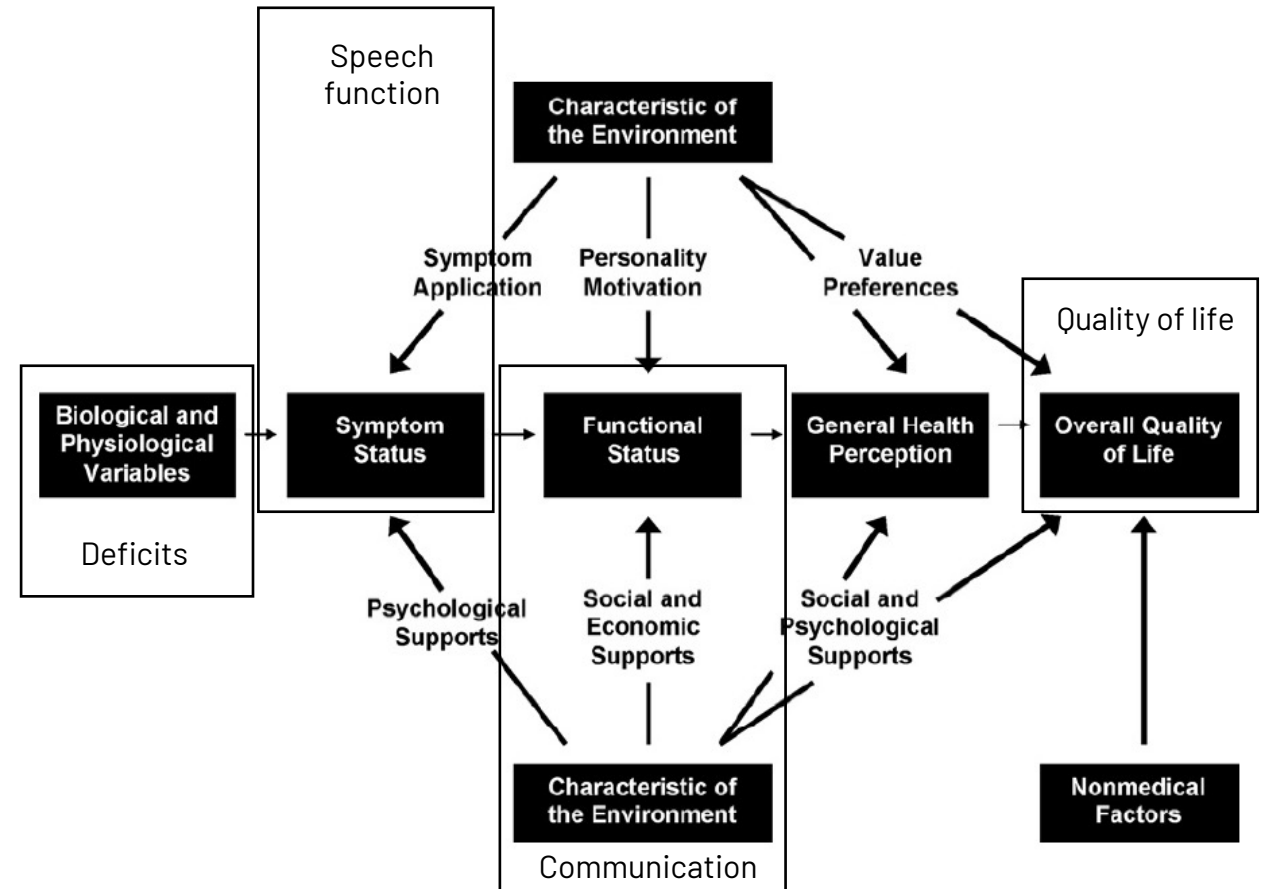 Speech
function
Characteristic of
the Environment
Symptom
Application
Personality
Motivation
Value
Preferences
Quality of life
Biological and
Physiological
Variables
Symptom
Status
Functional
Status
General Health
Perception
Overall Quality
of Life
Deficits
Psychological
Supports
Social and
Economic
Supports
Social and
Psychological
Supports
Characteristic of
the Environment
Nonmedical
Factors
Communication